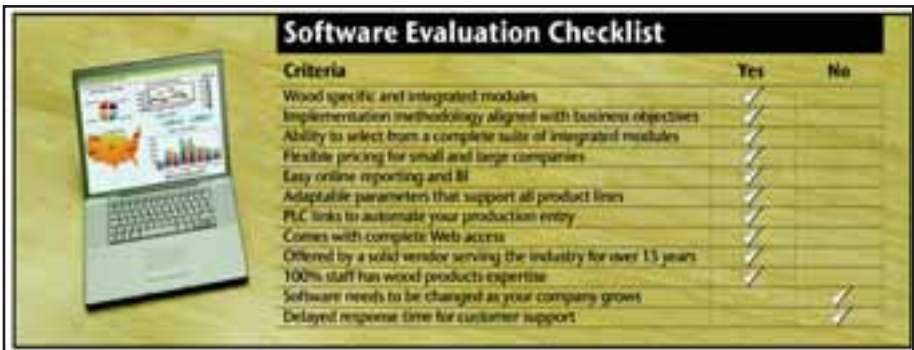 Software Evaluation Checklist
Criteria Yes No
Wood specific and integrated modules
Implementation methodology aligned with business objectives
Ability to select from a complete suite of integrated modules
Flexible pricing for small and large companies
Easy online reporting and BI
Adaptable parameters that support all product lines
PLC links to automate your production entry
Comes with complete Web access
Offered by a solid vendor serving the industry for over 15 years
100% staff has wood products expertise
Software needs to be changed as your company grows
Delayed response time for customer support